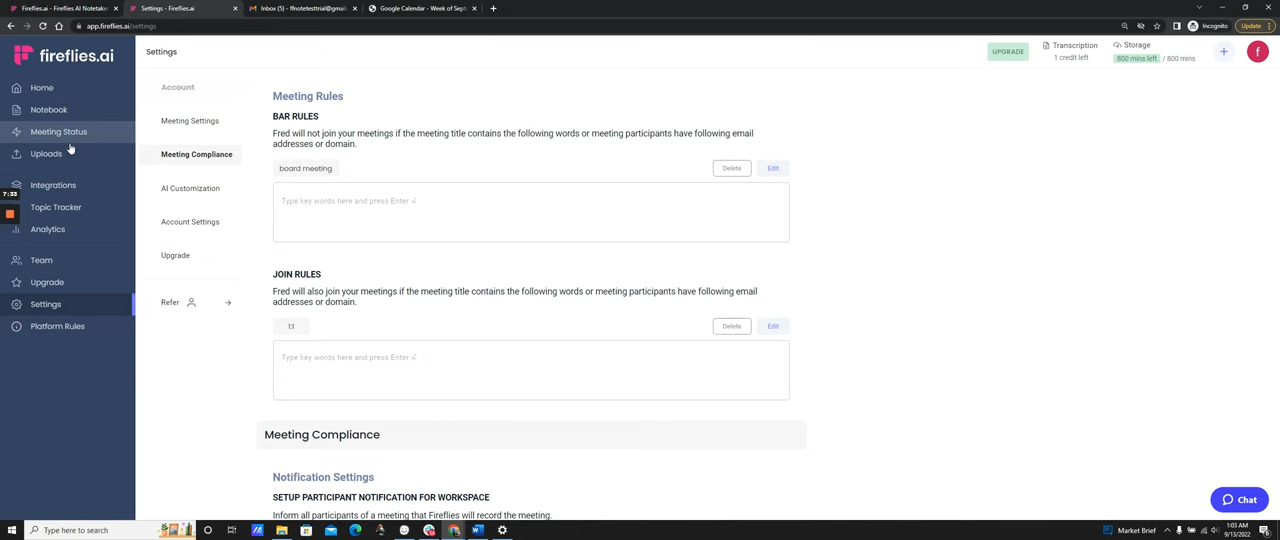 Fireflies.ai - Fireflies AI Notetaker
Settings - Fireflies.ai
Inbox (5) - ffnotetesttrial@gmail.
Google Calendar - Week of Sept
app.fireflies.ai/settings
Incognito
Update
fireflies.ai
Settings
UPGRADE
Transcription
1 credit left
Storage
800 mins left / 800 mins
f
Home
Notebook
Meeting Status
Uploads
7:33
Integrations
Topic Tracker
Analytics
Team
Upgrade
Settings
Platform Rules
Account
Meeting Settings
Meeting Compliance
AI Customization
Account Settings
Upgrade
Refer
Meeting Rules
BAR RULES
Fred will not join your meetings if the meeting title contains the following words or meeting participants have following email
addresses or domain.
board meeting
Delete
Edit
Type key words here and press Enter
JOIN RULES
Fred will also join your meetings if the meeting title contains the following words or meeting participants have following email
addresses or domain.
1:1
Delete
Edit
Type key words here and press Enter
Meeting Compliance
Notification Settings
SETUP PARTICIPANT NOTIFICATION FOR WORKSPACE
Inform all participants of a meeting that Fireflies will record the meeting.
Chat
Type here to search
Market Brief
1:03 AM
9/13/2022